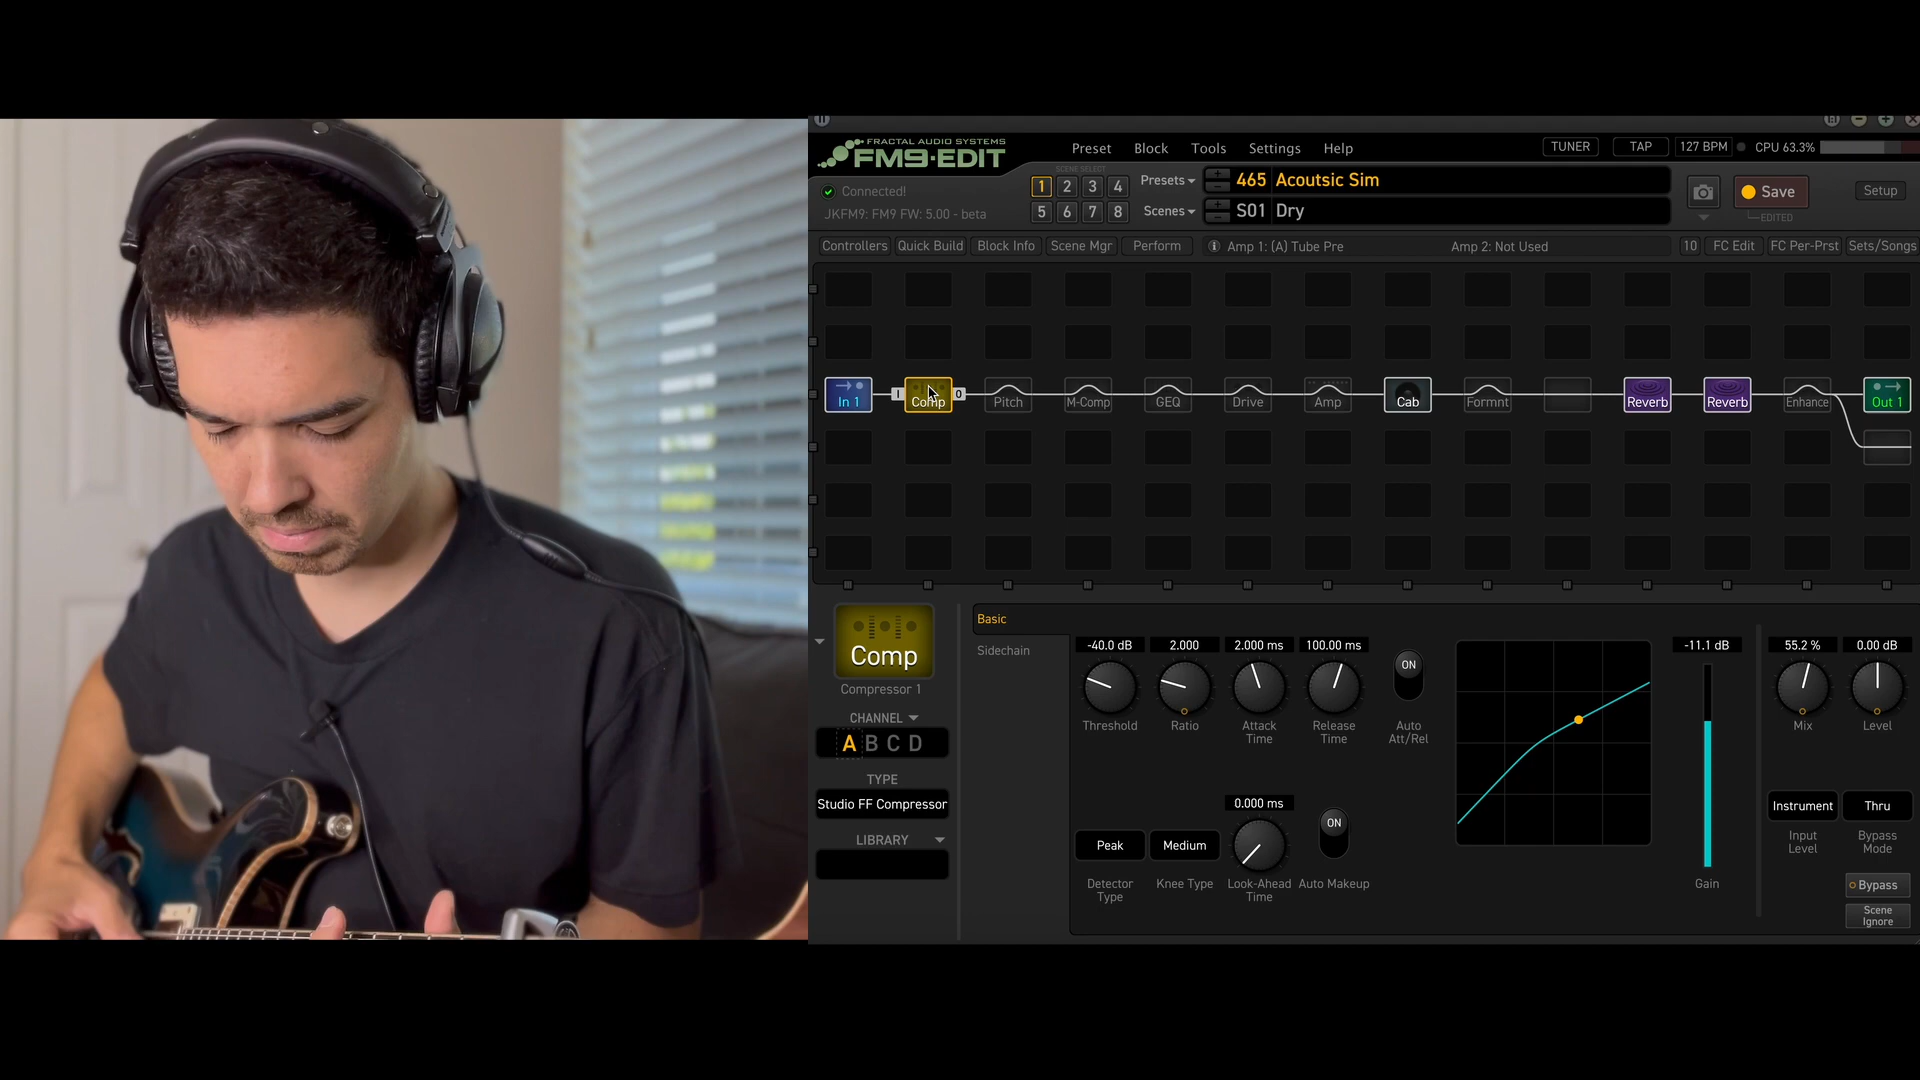 FRACTAL AUDIO SYSTEMS
FM9-EDIT
Preset Block Tools Settings Help
TUNER TAP 127 BPM CPU 63.3%
SCENE SELECT
Connected!
JKFM9: FM9 FW: 5.00 - beta
1 2 3 4
5 6 7 8
Presets 465 Acoutsic Sim
Scenes S01 Dry
Save
EDITED
Setup
Controllers Quick Build Block Info Scene Mgr Perform
Amp 1: (A) Tube Pre Amp 2: Not Used
10 FC Edit FC Per-Prst Sets/Songs
In 1 I Comp O Pitch M-Comp GEQ Drive Amp Cab Formnt Reverb Reverb Enhance Out 1
Comp
Compressor 1
CHANNEL
A B C D
TYPE
Studio FF Compressor
LIBRARY
Basic
Sidechain
-40.0 dB 2.000 2.000 ms 100.00 ms
ON
Threshold Ratio Attack Time Release Time Auto Att/Rel
0.000 ms
ON
Peak Medium
Detector Type Knee Type Look-Ahead Time Auto Makeup
-11.1 dB
Gain
55.2 % 0.00 dB
Mix Level
Instrument Thru
Input Level Bypass Mode
Bypass
Scene Ignore